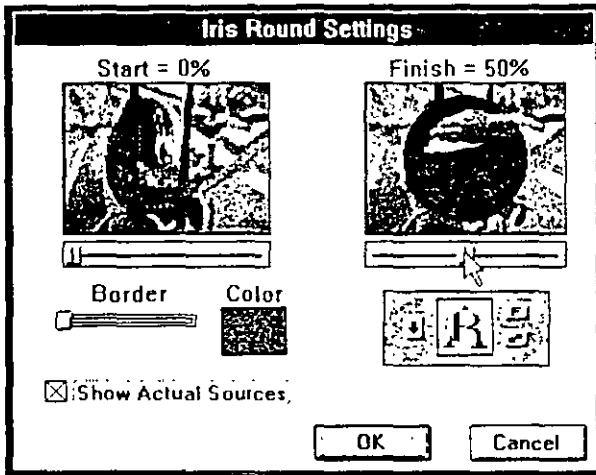 Iris Round Settings
Start = 0%
Finish = 50%
Border
Color
R
Show Actual Sources
OK
Cancel